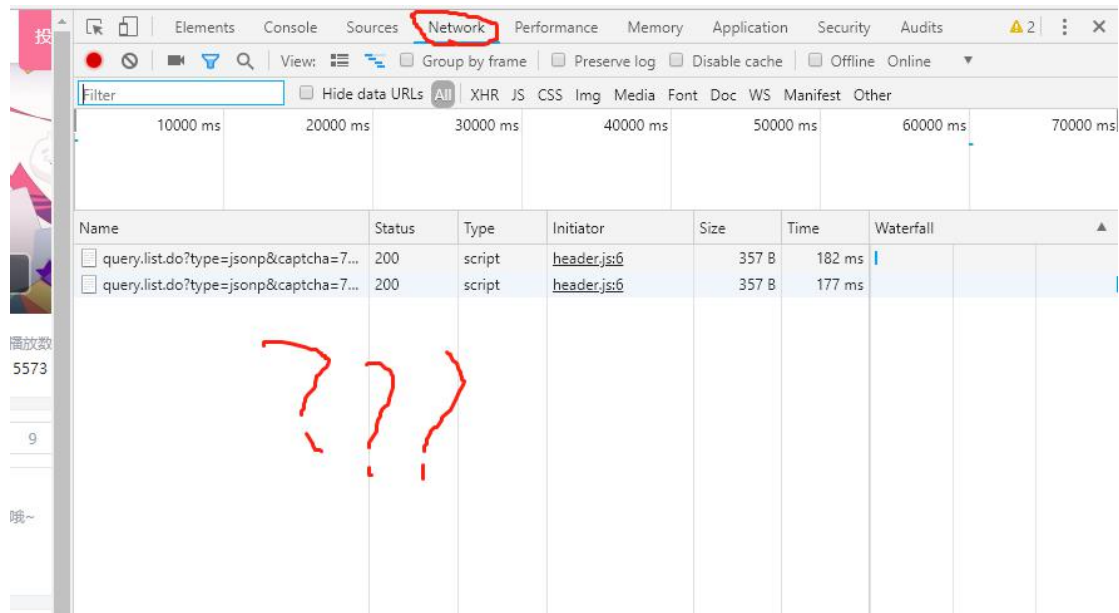 投
Elements Console Sources Network Performance Memory Application Security Audits 2
View: Group by frame Preserve log Disable cache Offline Online
Filter Hide data URLs All XHR JS CSS Img Media Font Doc WS Manifest Other
10000 ms 20000 ms 30000 ms 40000 ms 50000 ms 60000 ms 70000 ms
Name Status Type Initiator Size Time Waterfall
query.list.do?type=jsonp&captcha=7... 200 script header.js:6 357 B 182 ms
query.list.do?type=jsonp&captcha=7... 200 script header.js:6 357 B 177 ms
播放数
5573
? ? ?
9
哦~